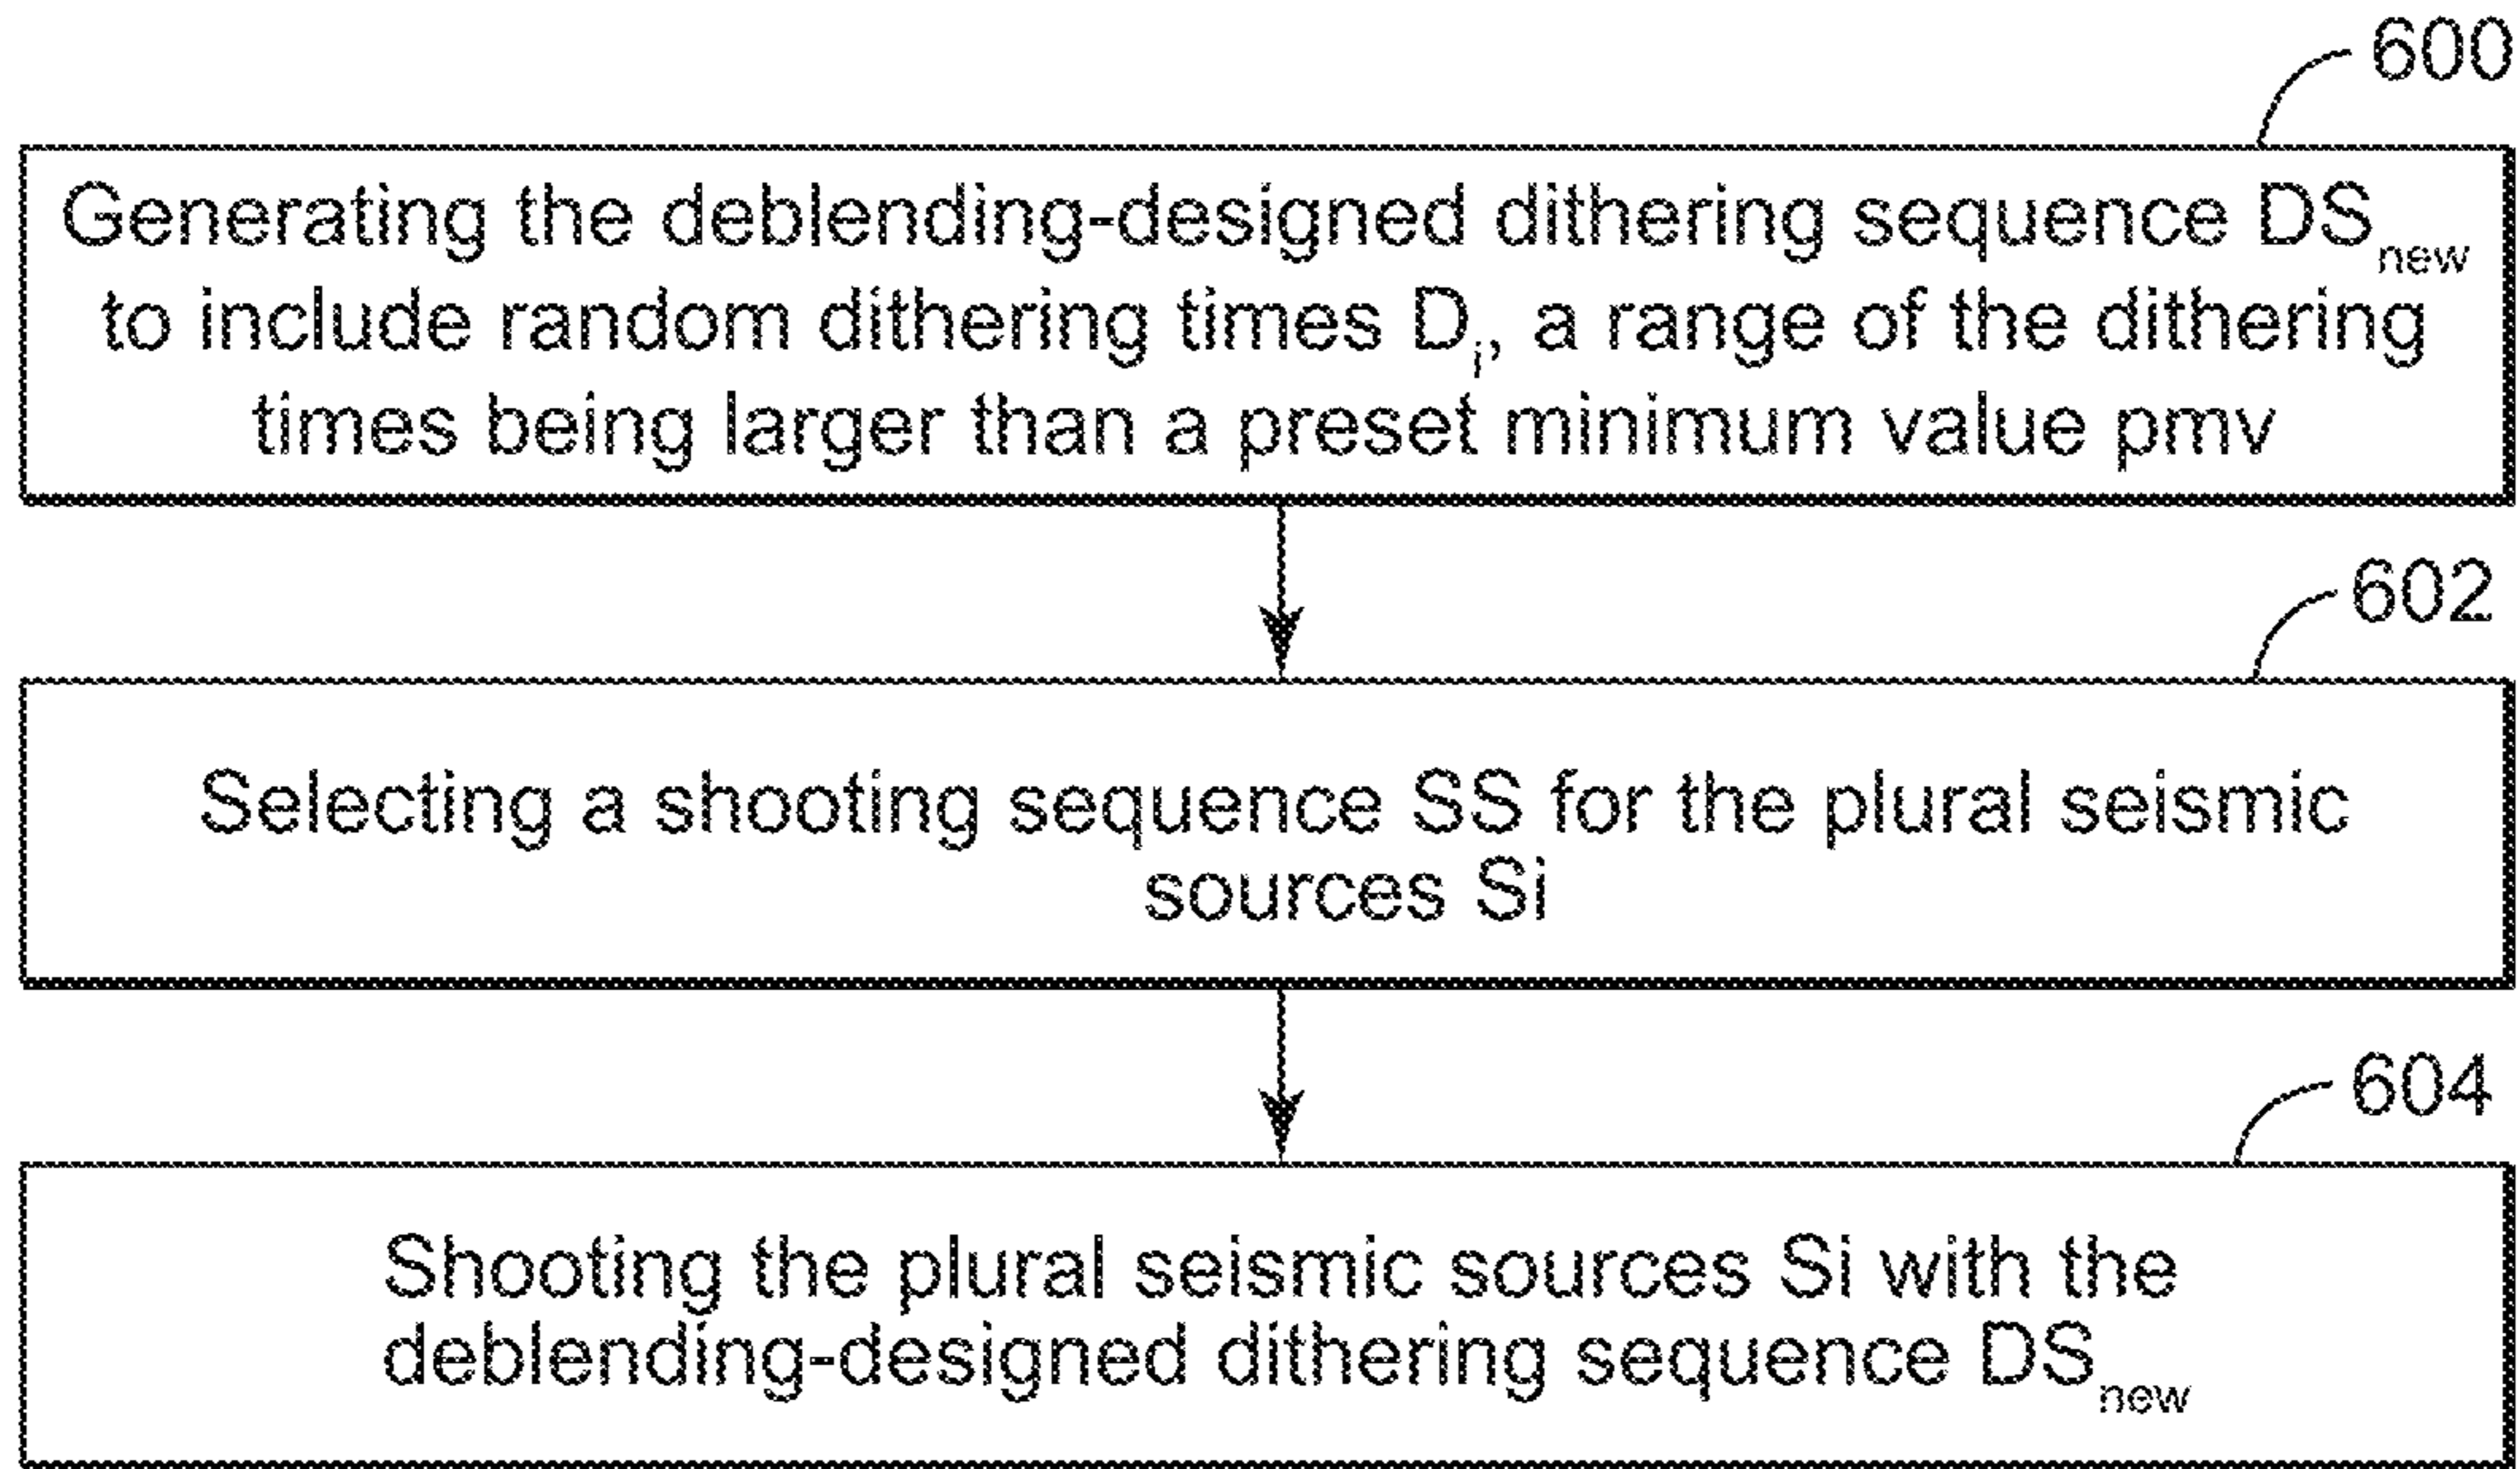 600
Generating the deblending-designed dithering sequence DSnew
to include random dithering times Di, a range of the dithering
times being larger than a preset minimum value pmv
602
Selecting a shooting sequence SS for the plural seismic
sources Si
604
Shooting the plural seismic sources Si with the
deblending-designed dithering sequence DSnew